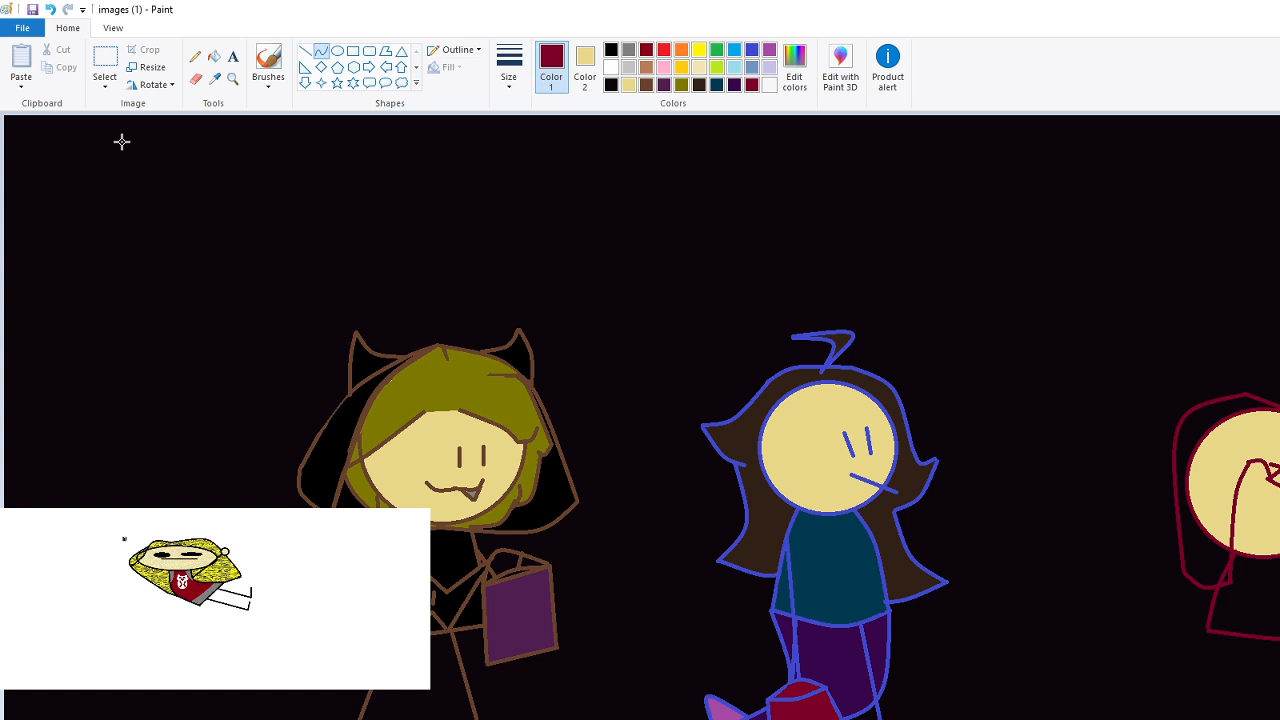 images (1) - Paint
File Home View
Paste
Cut
Copy
Clipboard
Select
Crop
Resize
Rotate
Image
A
Tools
Brushes
Outline
Fill
Shapes
Size
Color 1
Color 2
Colors
Edit colors
Edit with Paint 3D
Product alert